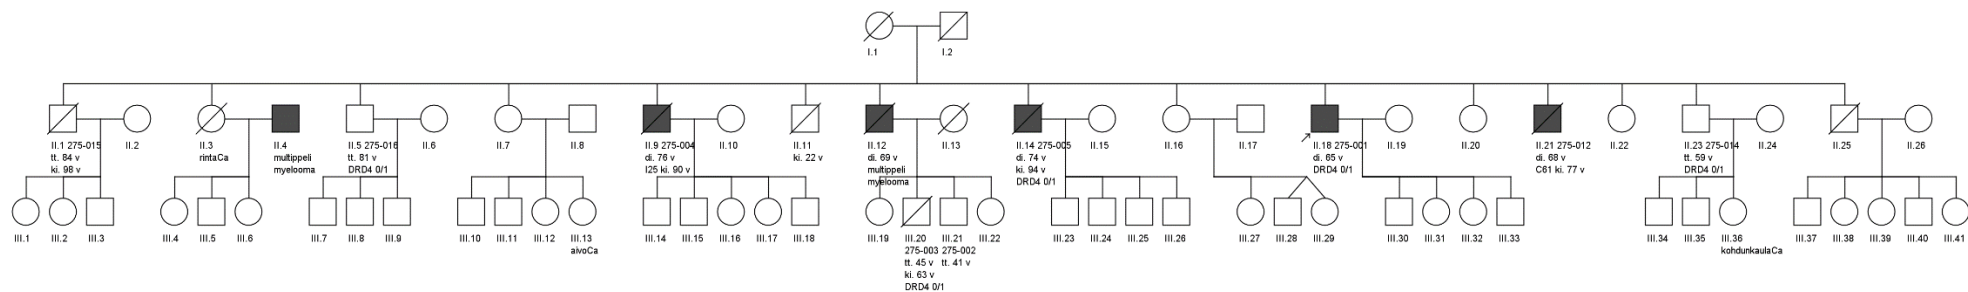 I.1 I.2
II.1 275-015 II.2 II.3 II.4 II.5 275-016 II.6 II.7 II.8 II.9 275-004 II.10 II.11 II.12 II.13 II.14 275-005 II.15 II.16 II.17 II.18 275-001 II.19 II.20 II.21 275-012 II.22 II.23 275-014 II.24 II.25 II.26
tt. 84 v rintaCa multippeli tt. 81 v di. 76 v ki. 22 v di. 69 v di. 74 v di. 65 v di. 68 v tt. 59 v
ki. 98 v myelooma DRD4 0/1 I25 ki. 90 v multippeli ki. 94 v DRD4 0/1 C61 ki. 77 v DRD4 0/1
myelooma DRD4 0/1
III.1 III.2 III.3 III.4 III.5 III.6 III.7 III.8 III.9 III.10 III.11 III.12 III.13 III.14 III.15 III.16 III.17 III.18 III.19 III.20 III.21 III.22 III.23 III.24 III.25 III.26 III.27 III.28 III.29 III.30 III.31 III.32 III.33 III.34 III.35 III.36 III.37 III.38 III.39 III.40 III.41
aivoCa 275-003 275-002 kohdunkaulaCa
tt. 45 v tt. 41 v
ki. 63 v
DRD4 0/1